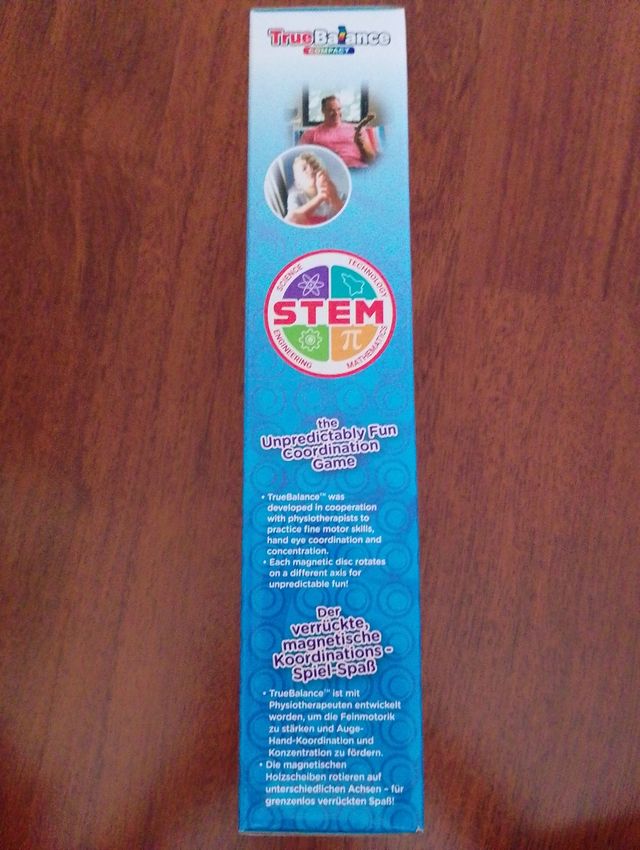 TrueBalance
COMPACT
SCIENCE
TECHNOLOGY
STEM
π
ENGINEERING
MATHEMATICS
the
Unpredictably Fun
Coordination
Game
• TrueBalance™ was
developed in cooperation
with physiotherapists to
practice fine motor skills,
hand eye coordination and
concentration.
• Each magnetic disc rotates
on a different axis for
unpredictable fun!
Der
verrückte,
magnetische
Koordinations-
Spiel-Spaß
• TrueBalance™ ist mit
Physiotherapeuten entwickelt
worden, um die Feinmotorik
zu stärken und Auge-
Hand-Koordination und
Konzentration zu fördern.
• Die magnetischen
Holzscheiben rotieren auf
unterschiedlichen Achsen – für
grenzenlos verrückten Spaß!